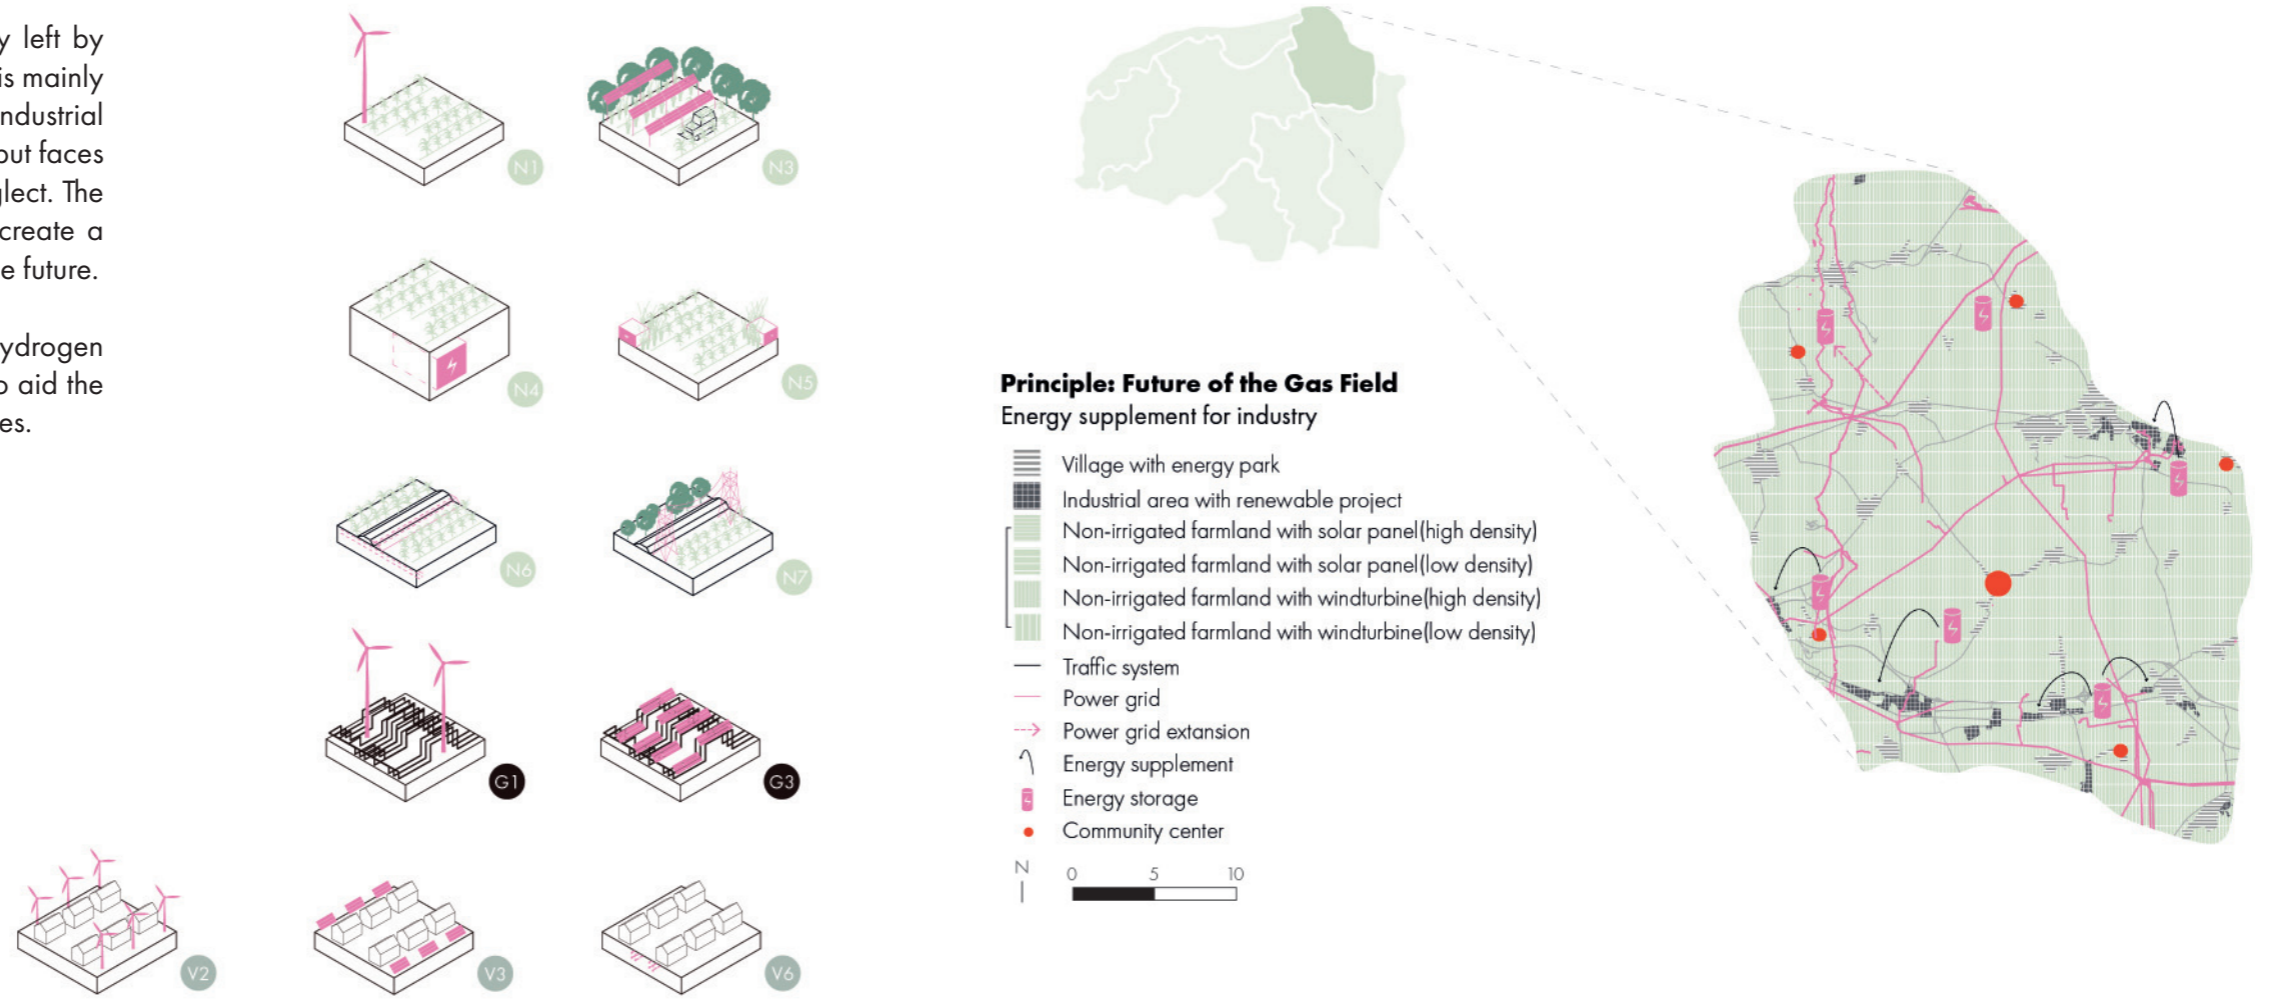 y left by
is mainly
ndustrial
out faces
glect. The
create a
e future.
ydrogen
o aid the
es.
N1
N3
N4
N5
N6
N7
G1
G3
V2
V3
V6
Principle: Future of the Gas Field
Energy supplement for industry
Village with energy park
Industrial area with renewable project
Non-irrigated farmland with solar panel(high density)
Non-irrigated farmland with solar panel(low density)
Non-irrigated farmland with windturbine(high density)
Non-irrigated farmland with windturbine(low density)
Traffic system
Power grid
Power grid extansion
Energy supplement
Energy storage
Community center
N
0 5 10